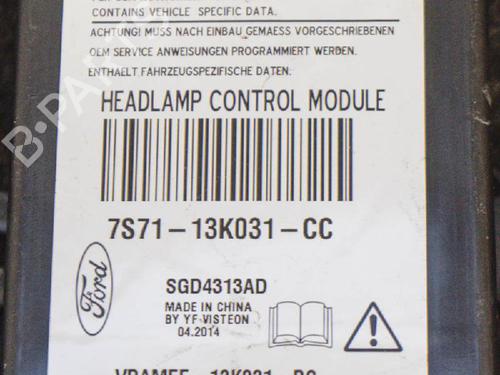 CONTAINS VEHICLE SPECIFIC DATA.
ACHTUNG! MUSS NACH EINBAU GEMAESS VORGESCHRIEBENEN
OEM SERVICE ANWEISUNGEN PROGRAMMIERT WERDEN.
ENTHAELT FAHRZEUGSPEZIFISCHE DATEN:
HEADLAMP CONTROL MODULE
7S71-13K031-CC
Ford
SGD4313AD
MADE IN CHINA
BY YF-VISTEON
04.2014
B-PARTS